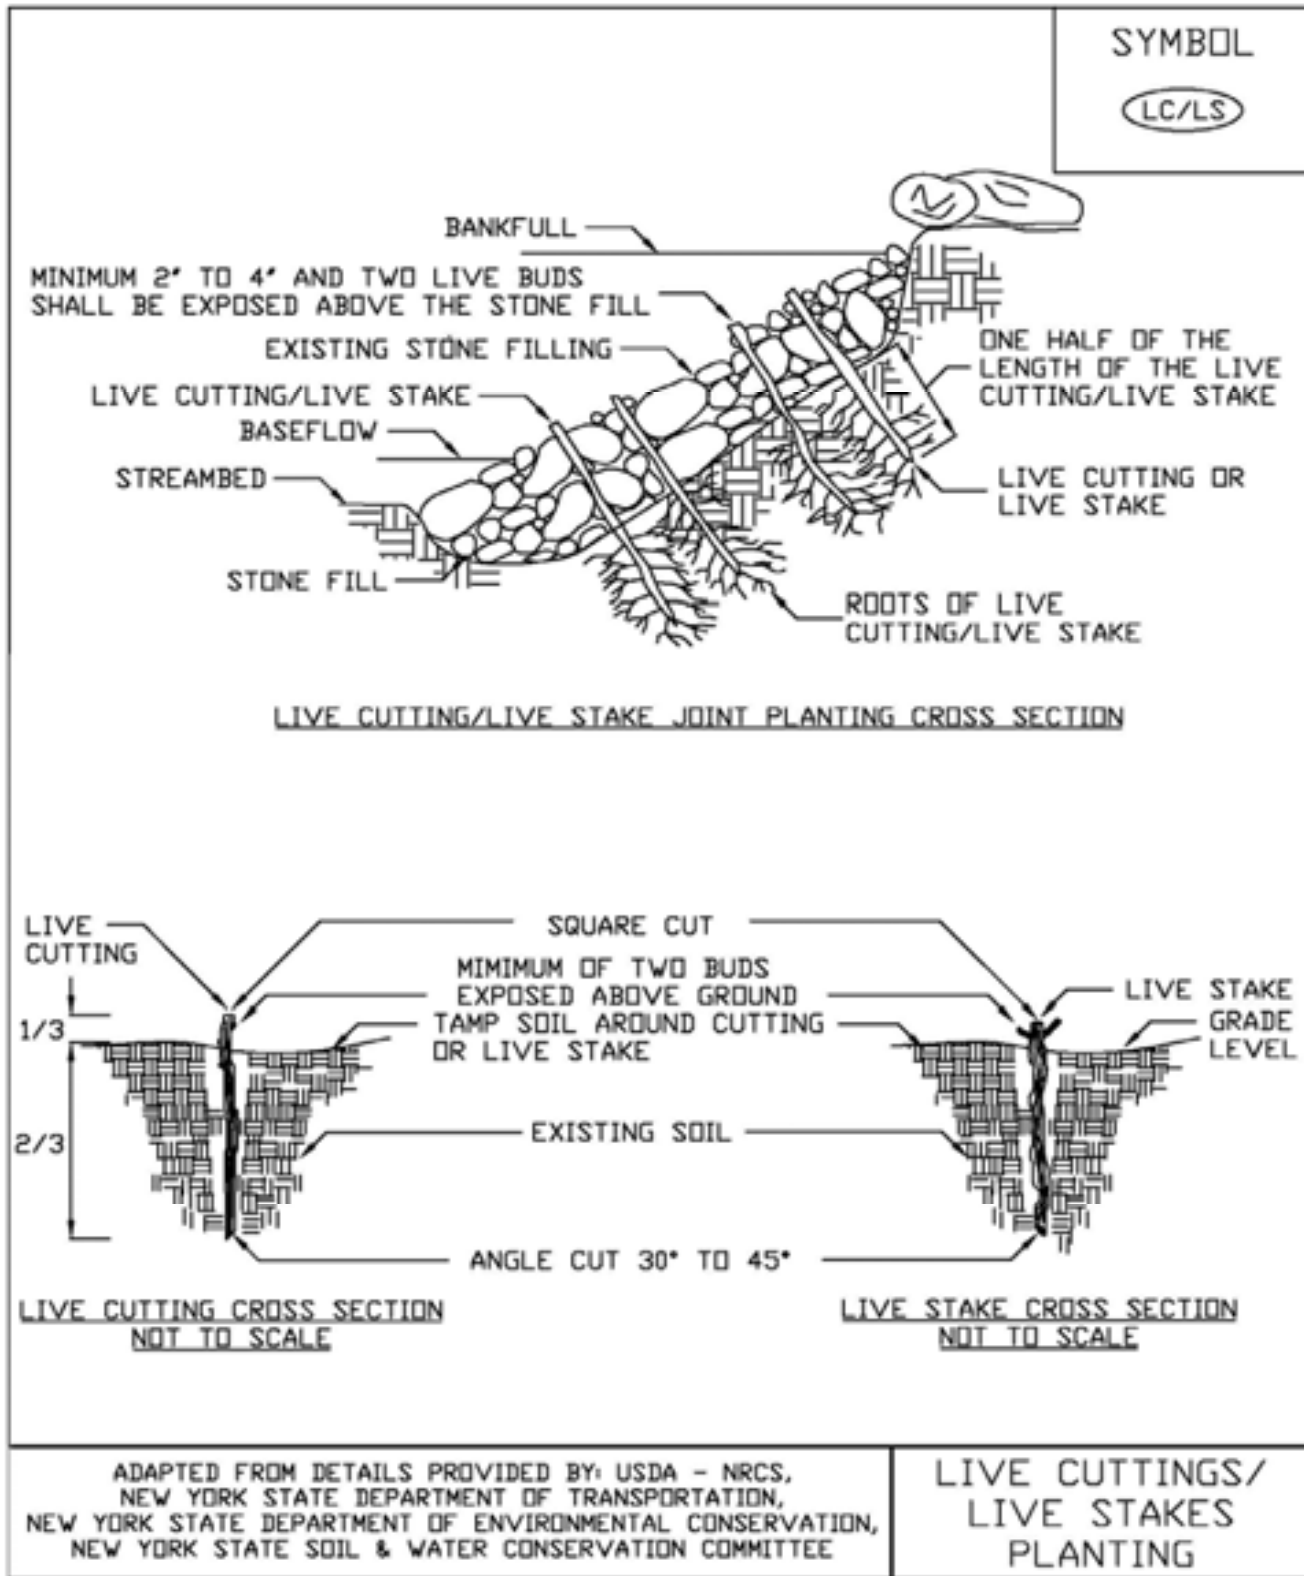 SYMBOL
LC/LS
BANKFULL
MINIMUM 2" TO 4" AND TWO LIVE BUDS
SHALL BE EXPOSED ABOVE THE STONE FILL
EXISTING STONE FILLING
LIVE CUTTING/LIVE STAKE
BASEFLOW
STREAMBED
STONE FILL
ONE HALF OF THE
LENGTH OF THE LIVE
CUTTING/LIVE STAKE
LIVE CUTTING OR
LIVE STAKE
ROOTS OF LIVE
CUTTING/LIVE STAKE
LIVE CUTTING/LIVE STAKE JOINT PLANTING CROSS SECTION
LIVE
CUTTING
1/3
2/3
SQUARE CUT
MIMIMUM OF TWO BUDS
EXPOSED ABOVE GROUND
TAMP SOIL AROUND CUTTING
OR LIVE STAKE
EXISTING SOIL
ANGLE CUT 30° TO 45°
LIVE STAKE
GRADE
LEVEL
LIVE CUTTING CROSS SECTION
NOT TO SCALE
LIVE STAKE CROSS SECTION
NOT TO SCALE
ADAPTED FROM DETAILS PROVIDED BY: USDA - NRCS,
NEW YORK STATE DEPARTMENT OF TRANSPORTATION,
NEW YORK STATE DEPARTMENT OF ENVIRONMENTAL CONSERVATION,
NEW YORK STATE SOIL & WATER CONSERVATION COMMITTEE
LIVE CUTTINGS/
LIVE STAKES
PLANTING